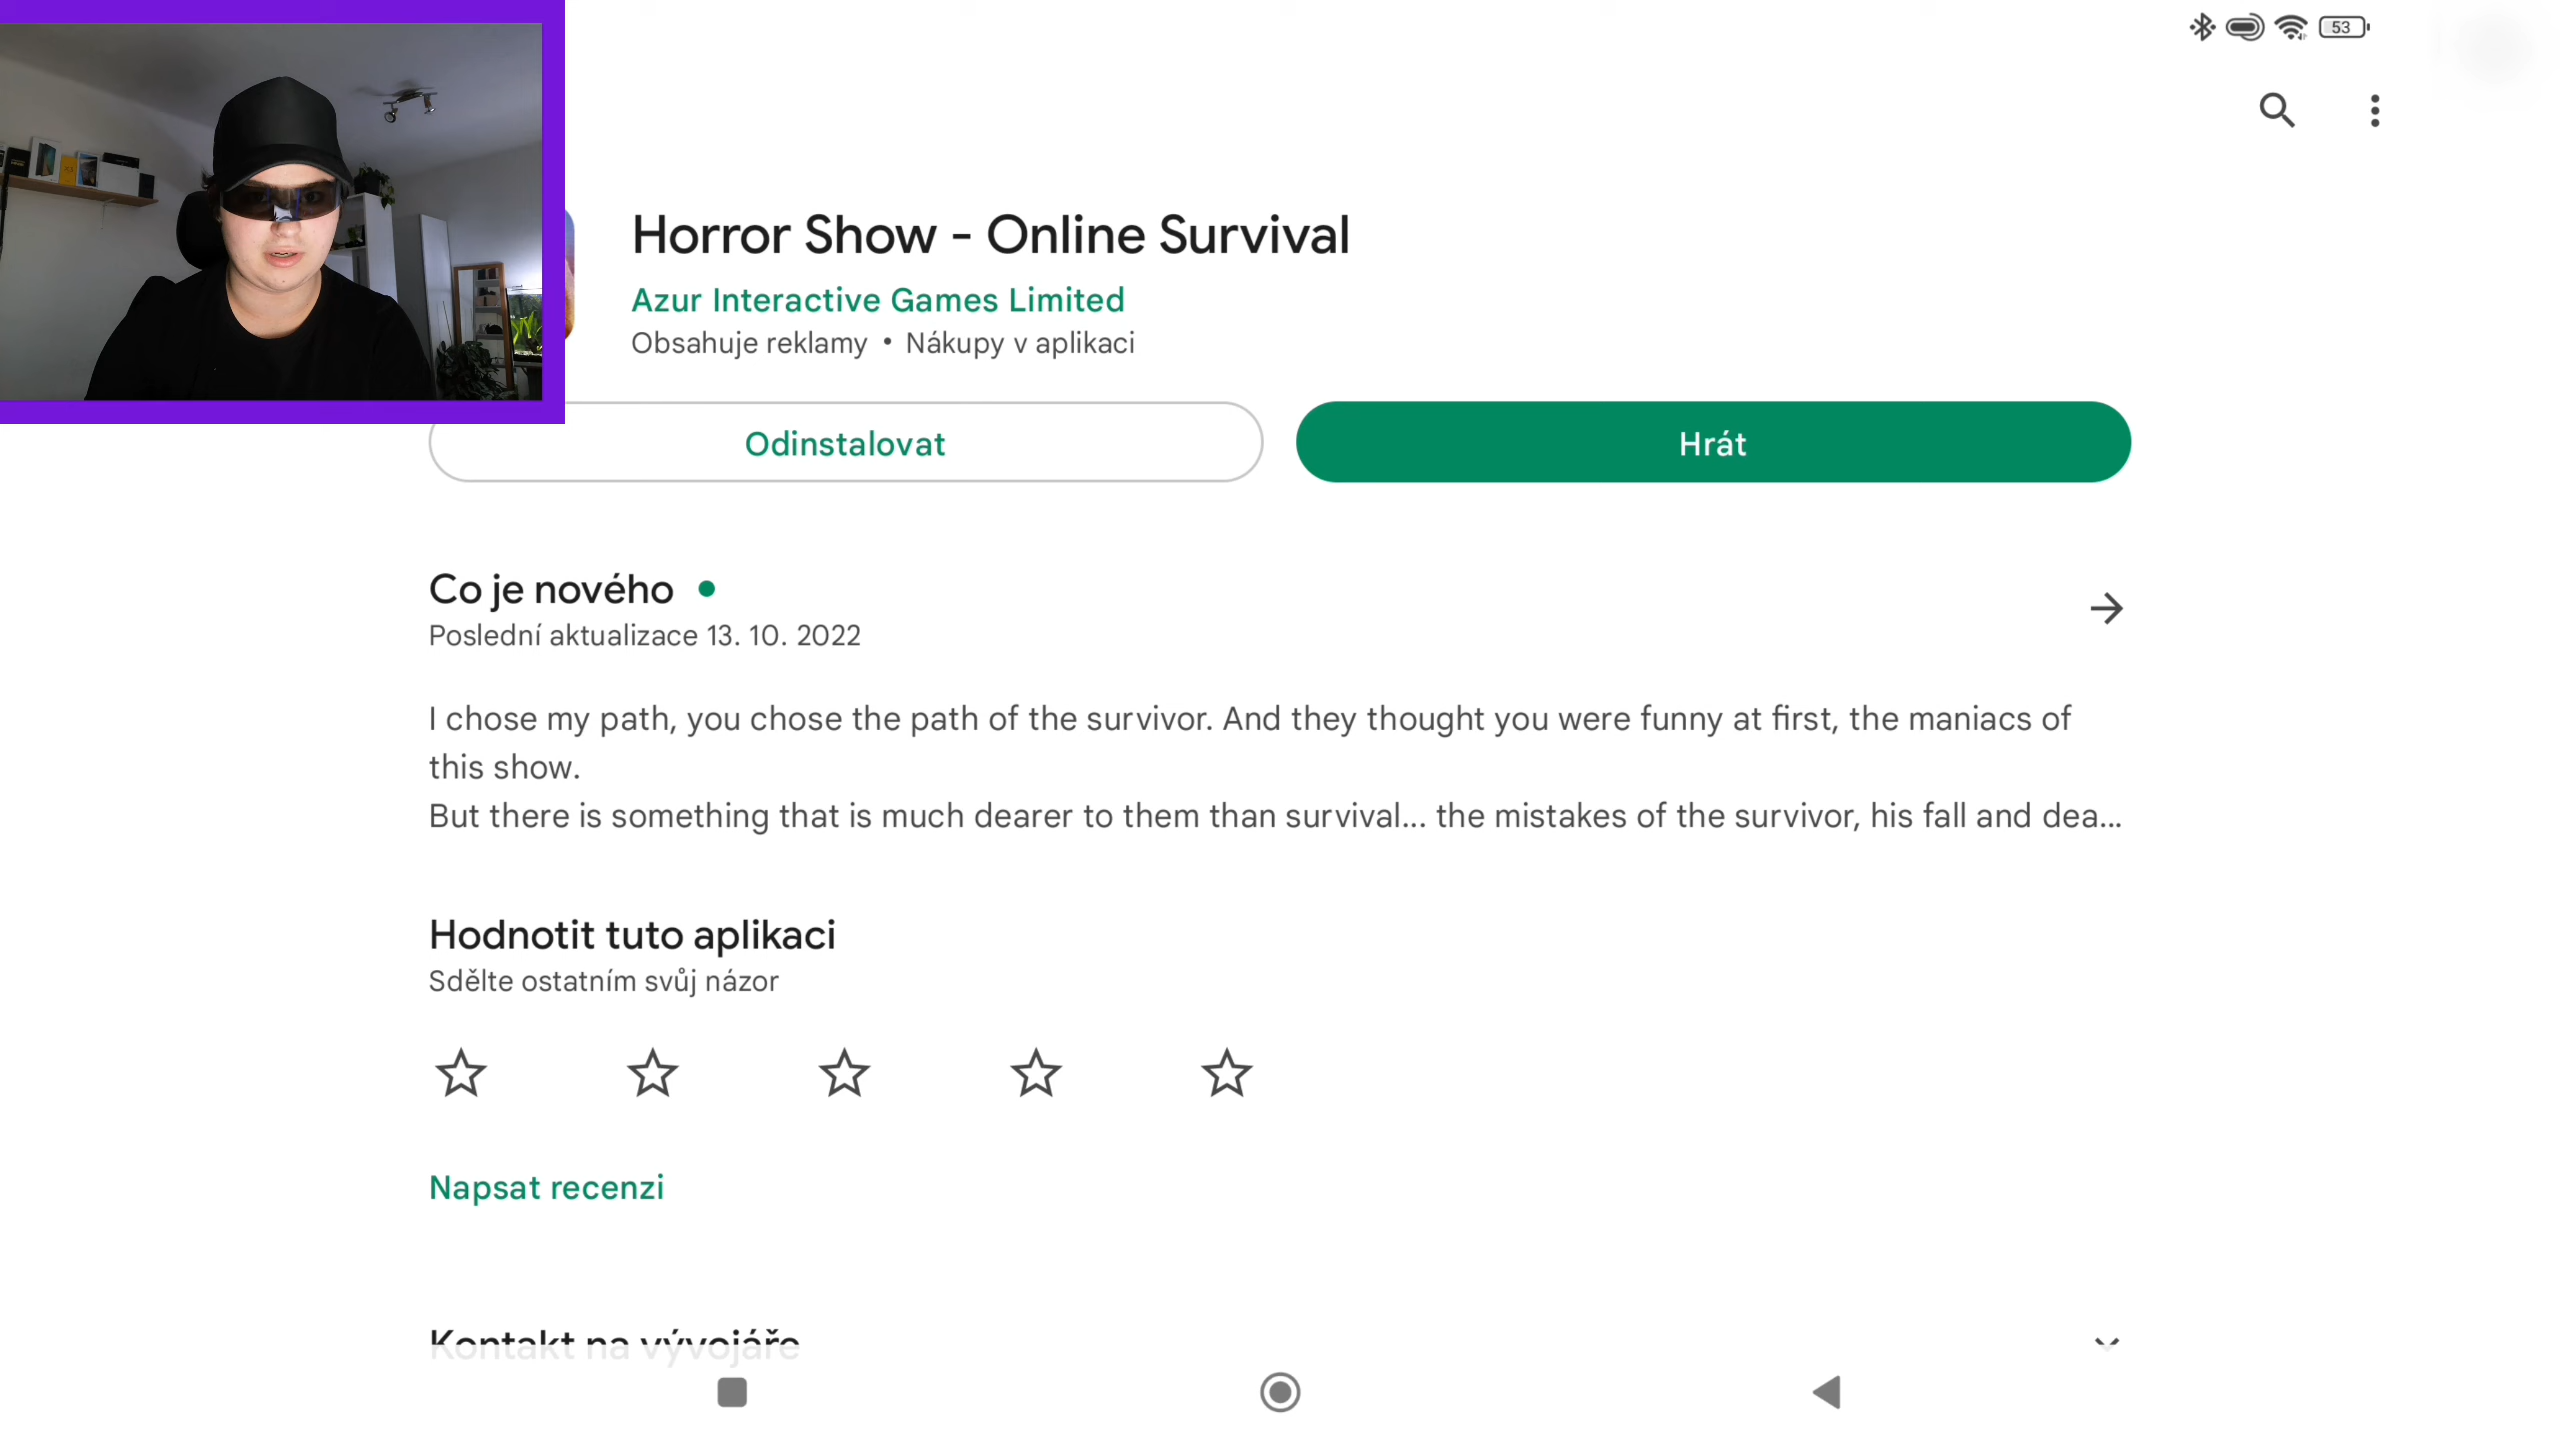 53
Horror Show - Online Survival
Azur Interactive Games Limited
Obsahuje reklamy • Nákupy v aplikaci
Odinstalovat
Hrát
Co je nového
Poslední aktualizace 13. 10. 2022
I chose my path, you chose the path of the survivor. And they thought you were funny at first, the maniacs of
this show.
But there is something that is much dearer to them than survival... the mistakes of the survivor, his fall and dea...
Hodnotit tuto aplikaci
Sdělte ostatním svůj názor
Napsat recenzi
Kontakt na vývojáře